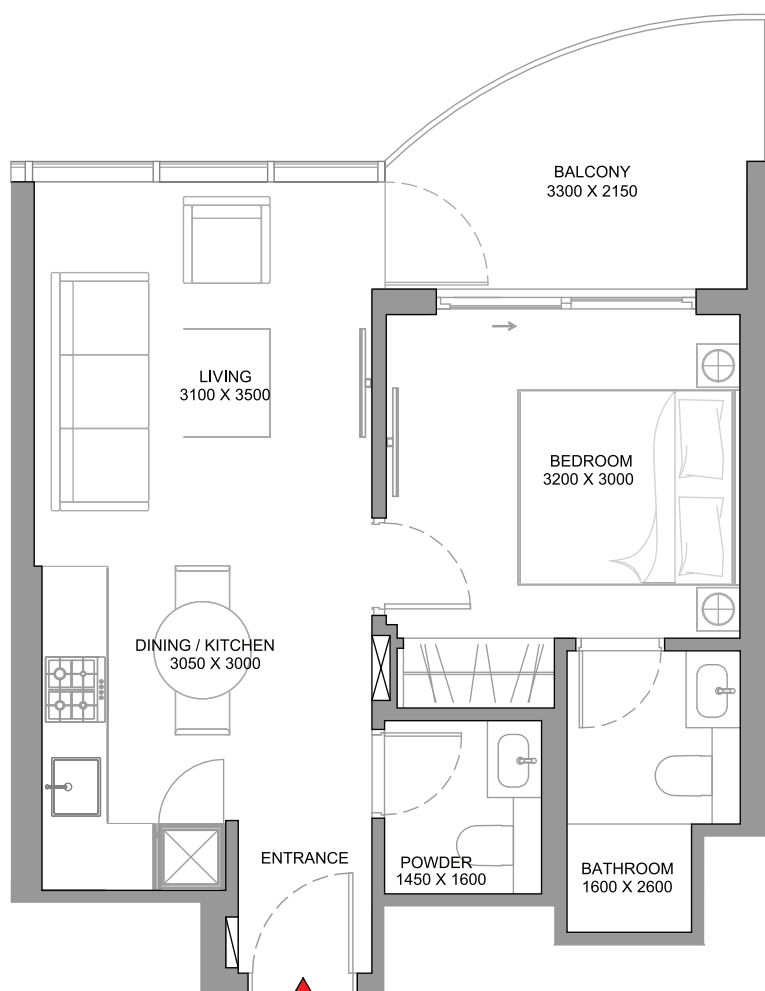 BALCONY
3300 X 2150
LIVING
3100 X 3500
BEDROOM
3200 X 3000
DINING / KITCHEN
3050 X 3000
ENTRANCE
POWDER
1450 X 1600
BATHROOM
1600 X 2600